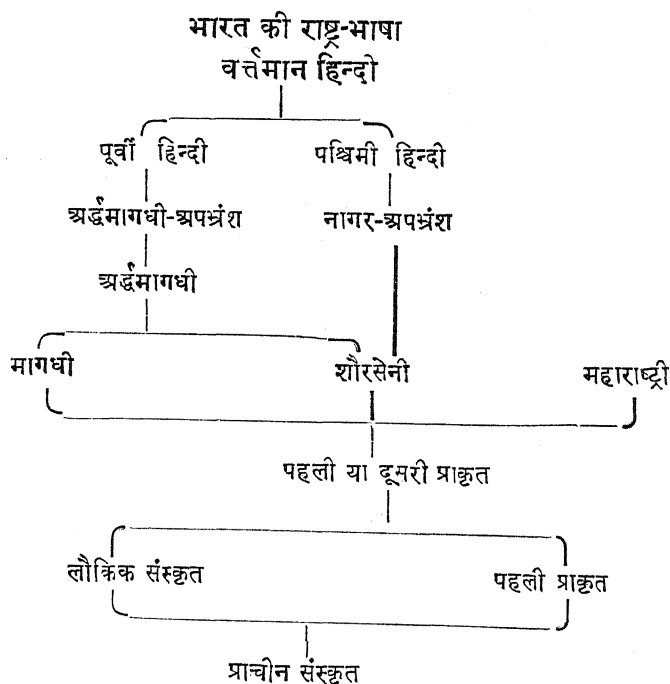 भारत की राष्ट्र-भाषा
वर्त्तमान हिन्दी
पूर्वी हिन्दी पश्चिमी हिन्दी
अर्द्धमागधी-अपभ्रंश नागर-अपभ्रंश
अर्द्धमागधी
मागधी शौरसेनी महाराष्ट्री
पहली या दूसरी प्राकृत
लौकिक संस्कृत पहली प्राकृत
प्राचीन संस्कृत